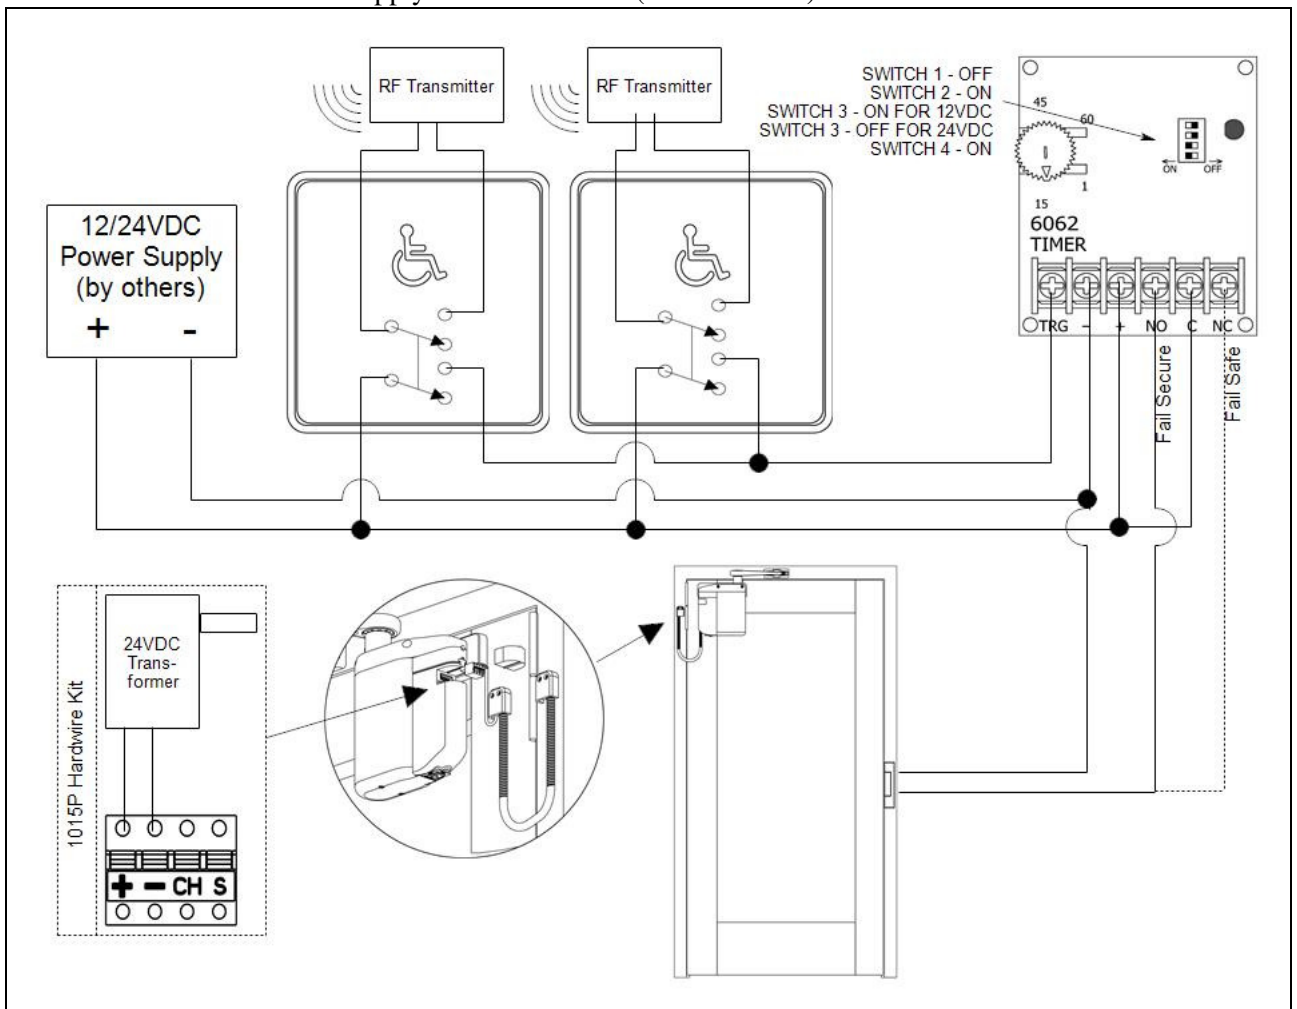 RF Transmitter
RF Transmitter
SWITCH 1 - OFF
SWITCH 2 - ON
SWITCH 3 - ON FOR 12VDC
SWITCH 3 - OFF FOR 24VDC
SWITCH 4 - ON
45
60
ON
OFF
1
15
6062
TIMER
TRG - + NO C NC
Fail Secure
Fail Safe
12/24VDC
Power Supply
(by others)
+ -
1015P Hardwire Kit
24VDC
Trans-
former
+ - CH S